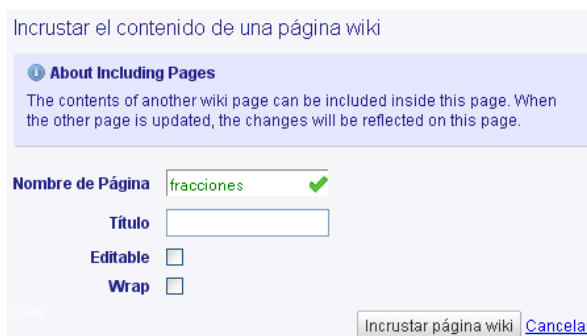 Incrustar el contenido de una página wiki
About Including Pages
The contents of another wiki page can be included inside this page. When
the other page is updated, the changes will be reflected on this page.
Nombre de Página fracciones
Título
Editable
Wrap
Incrustar página wiki Cancela